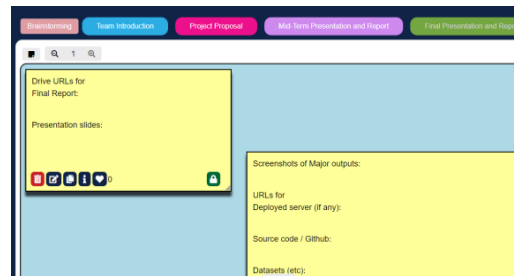 Brainstorming
Team Introduction
Project Proposal
Mid-Term Presentation and Report
Final Presentation and
1
Drive URLs for
Final Report:
Presentation slides:
0
Screenshots of Major outputs:
URLs for
Deployed server (if any):
Source code / Github:
Datasets (etc):